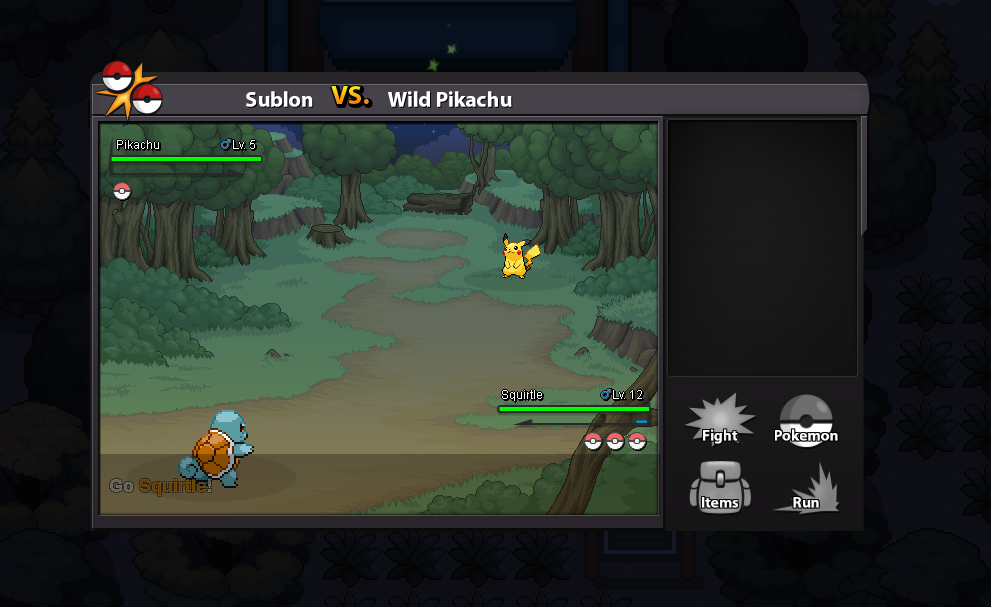 Sublon VS. Wild Pikachu
Pikachu ♂Lv. 5
Squirtle ♂Lv. 12
Go Squirtle!
Fight Pokemon
Items Run